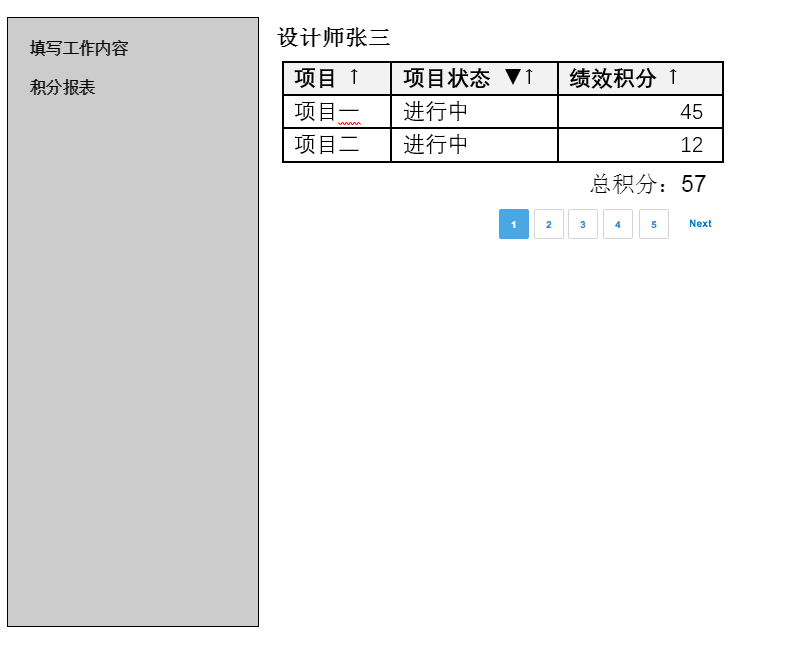 填写工作内容
积分报表
设计师张三
项目 ↑ 项目状态 ▼↑ 绩效积分 ↑
项目一 进行中 45
项目二 进行中 12
总积分：57
1 2 3 4 5 Next